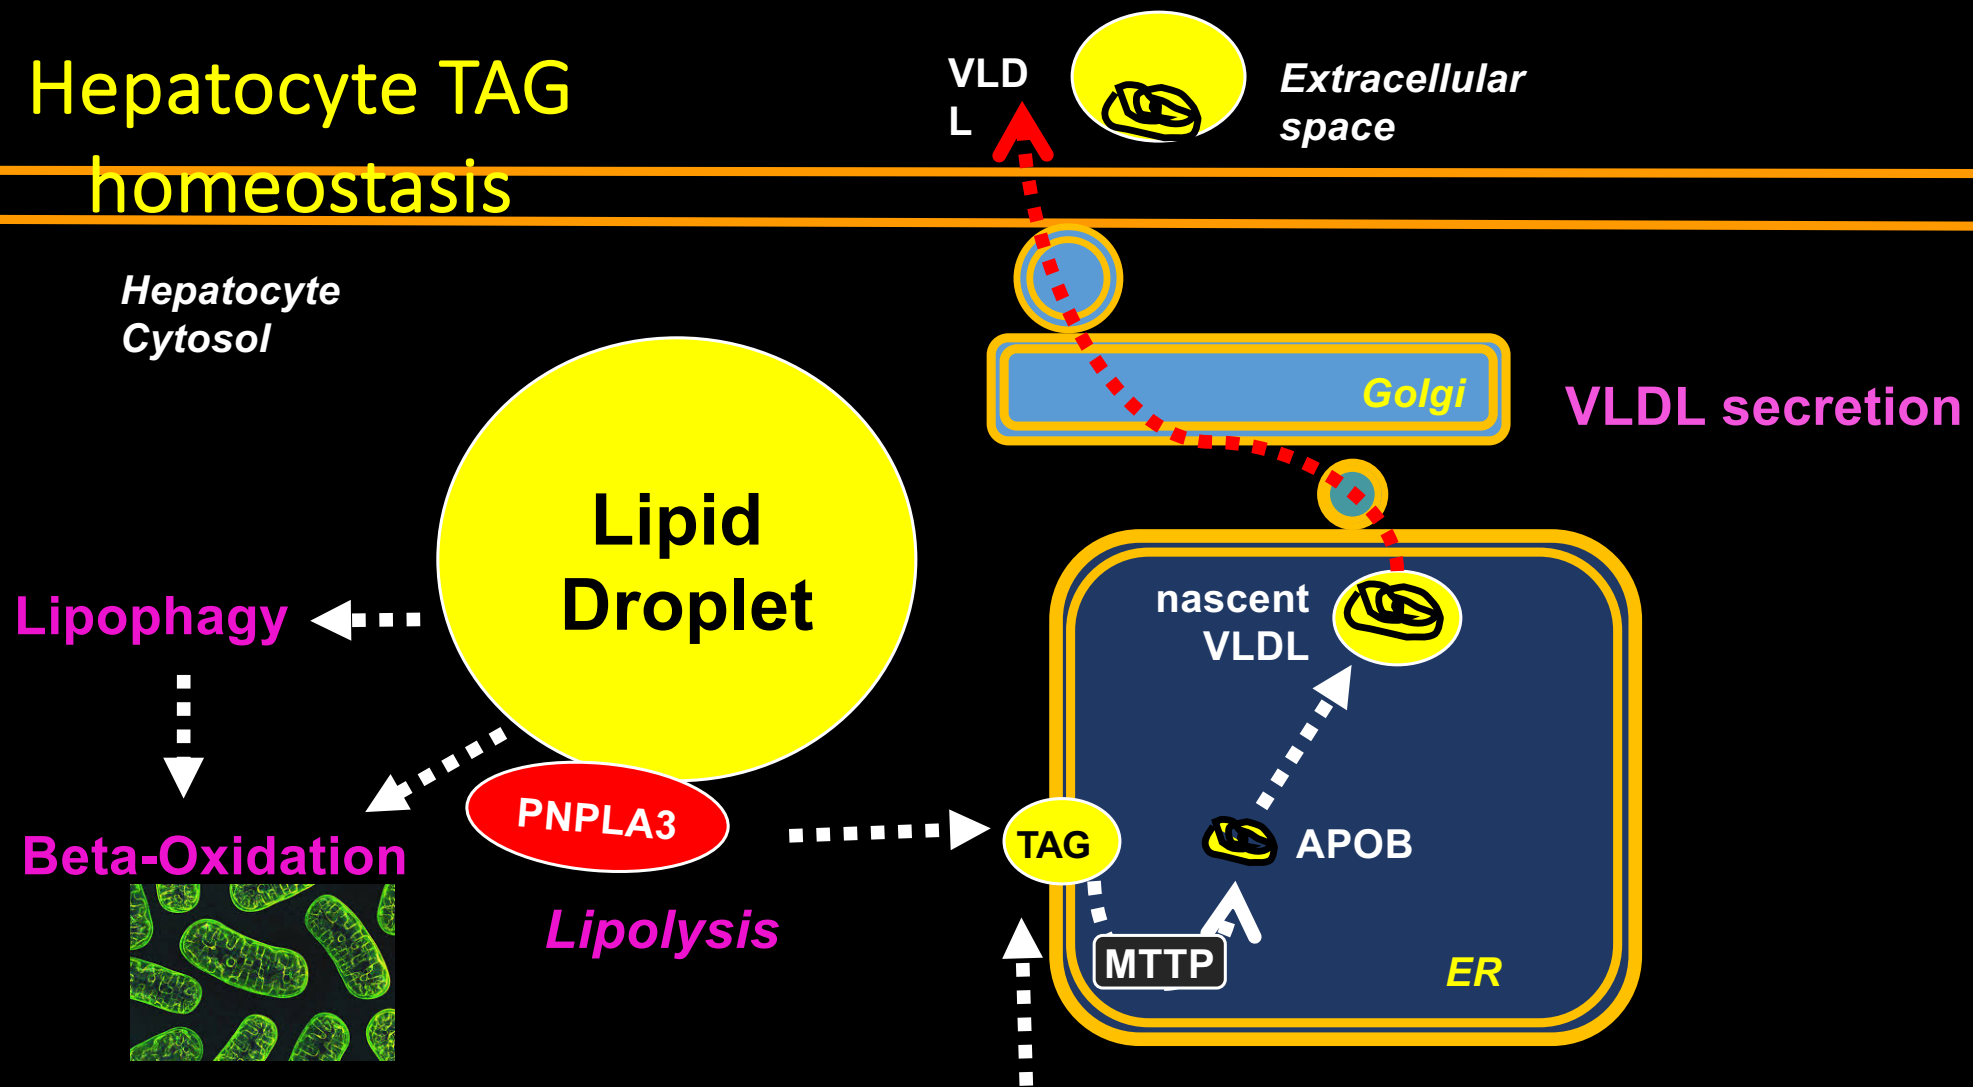 Hepatocyte TAG
homeostasis
VLD
L
Extracellular
space
Hepatocyte
Cytosol
Golgi
VLDL secretion
Lipid
Droplet
nascent
VLDL
Lipophagy
PNPLA3
TAG
APOB
Beta-Oxidation
Lipolysis
MTTP
ER